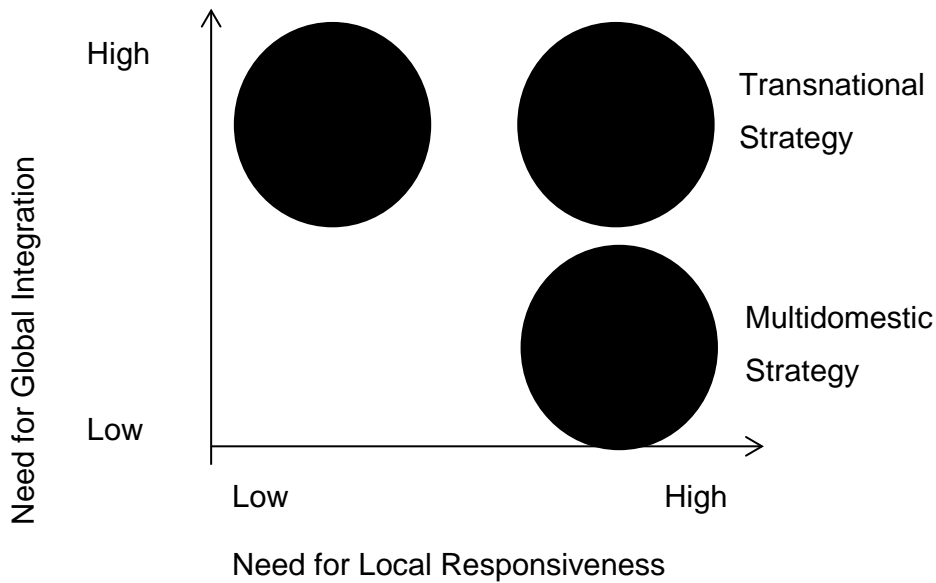 High
Transnational
Strategy
Need for Global Integration
Multidomestic
Strategy
Low
Low
High
Need for Local Responsiveness